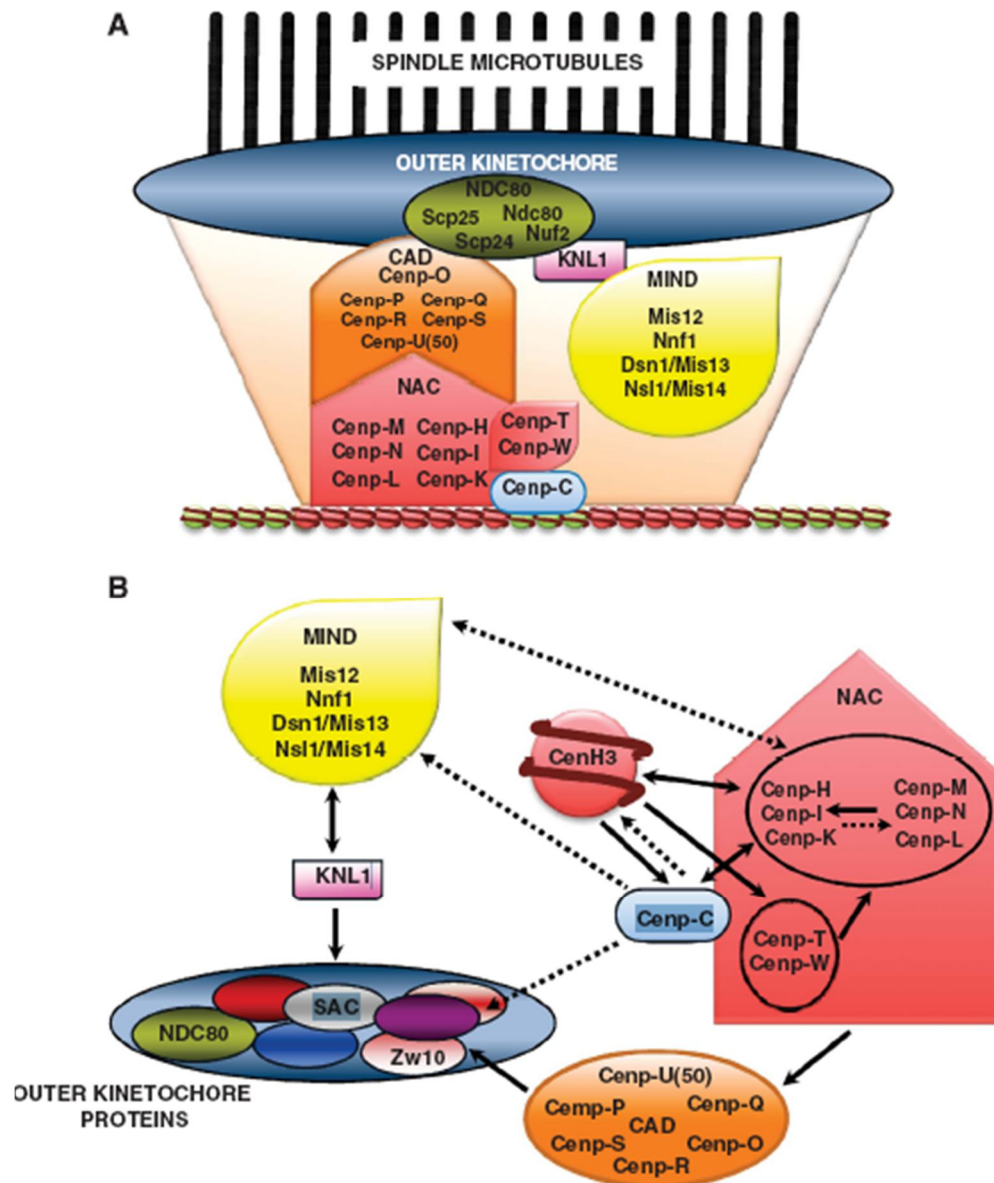 A
SPINDLE MICROTUBULES
OUTER KINETOCHORE
NDC80
Scp25 Ndc80
Scp24 Nuf2
KNL1
CAD
Cenp-O
Cenp-P Cenp-Q
Cenp-R Cenp-S
Cenp-U(50)
MIND
Mis12
Nnf1
Dsn1/Mis13
Nsl1/Mis14
NAC
Cenp-M Cenp-H
Cenp-N Cenp-I
Cenp-L Cenp-K
Cenp-T
Cenp-W
Cenp-C
B
MIND
Mis12
Nnf1
Dsn1/Mis13
Nsl1/Mis14
CenH3
NAC
Cenp-H Cenp-M
Cenp-I Cenp-N
Cenp-K Cenp-L
KNL1
Cenp-C
Cenp-T
Cenp-W
SAC
NDC80
Zw10
OUTER KINETOCHORE
PROTEINS
Cenp-U(50)
Cemp-P Cenp-Q
CAD
Cenp-S Cenp-O
Cenp-R